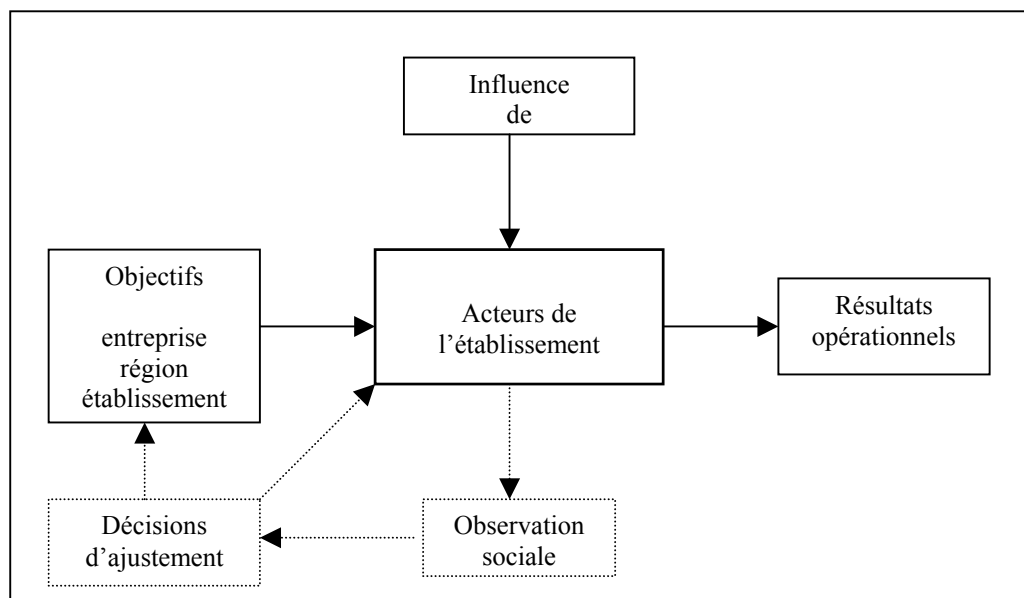 Influence
de
Objectifs
entreprise
région
établissement
Acteurs de
l’établissement
Résultats
opérationnels
Décisions
d’ajustement
Observation
sociale